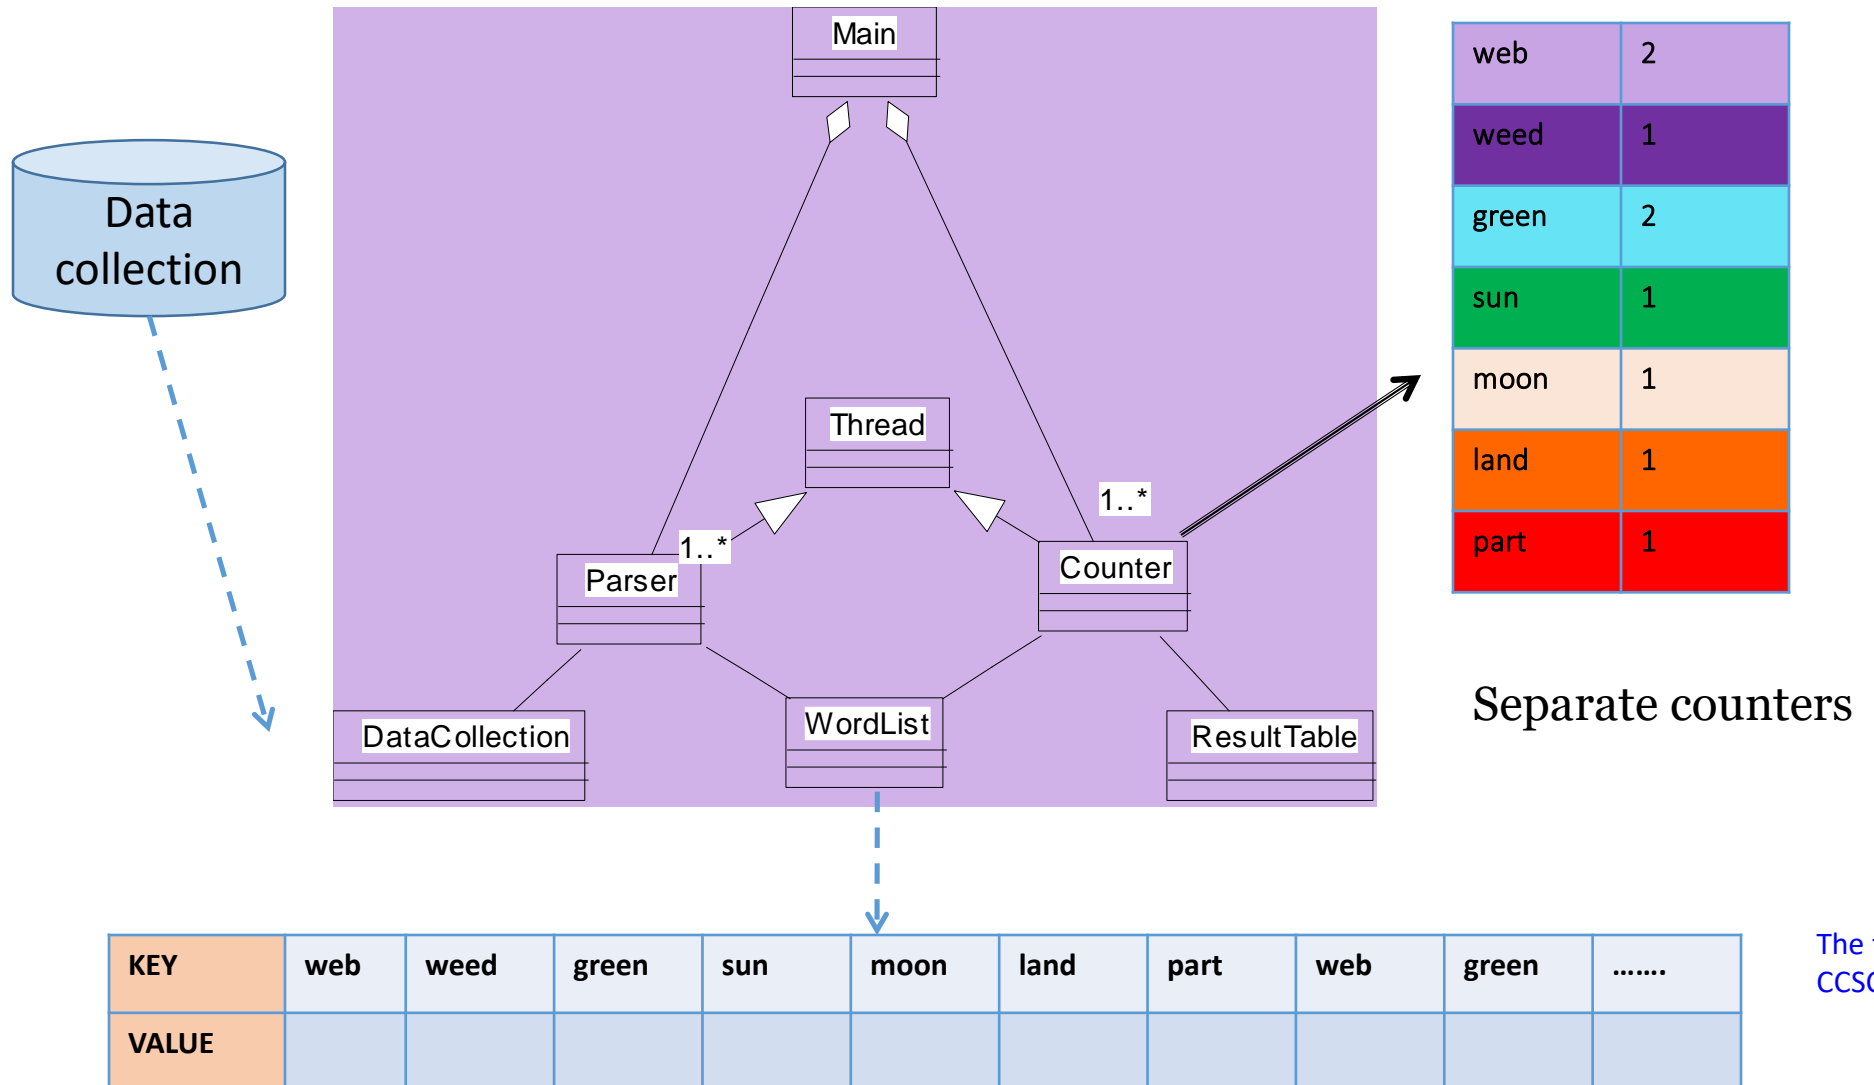 Main
Data
collection
Thread
1..*
1..*
Parser
Counter
DataCollection
WordList
ResultTable
web 2
weed 1
green 2
sun 1
moon 1
land 1
part 1
Separate counters
KEY web weed green sun moon land part web green …….
VALUE
The